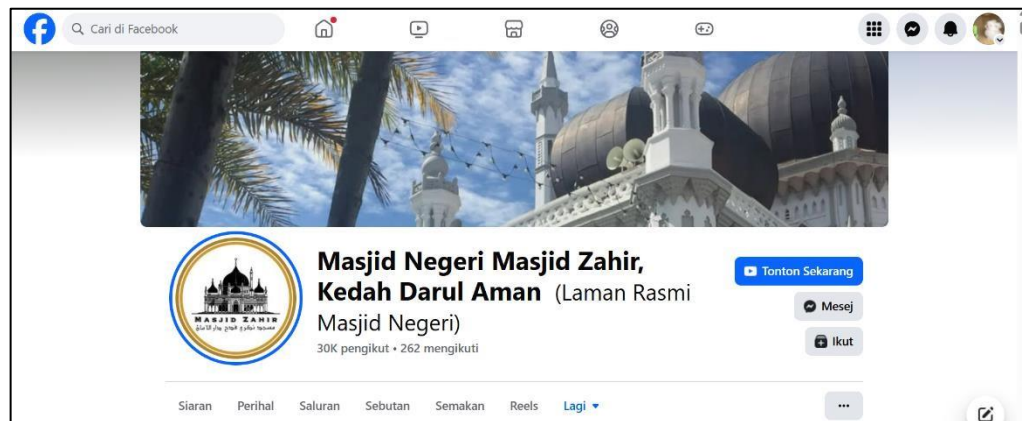 Cari di Facebook
Masjid Negeri Masjid Zahir,
Kedah Darul Aman (Laman Rasmi
Masjid Negeri)
30K pengikut • 262 mengikuti
Tonton Sekarang
Mesej
Ikut
MASJID ZAHIR
Siaran Perihal Saluran Sebutan Semakan Reels Lagi